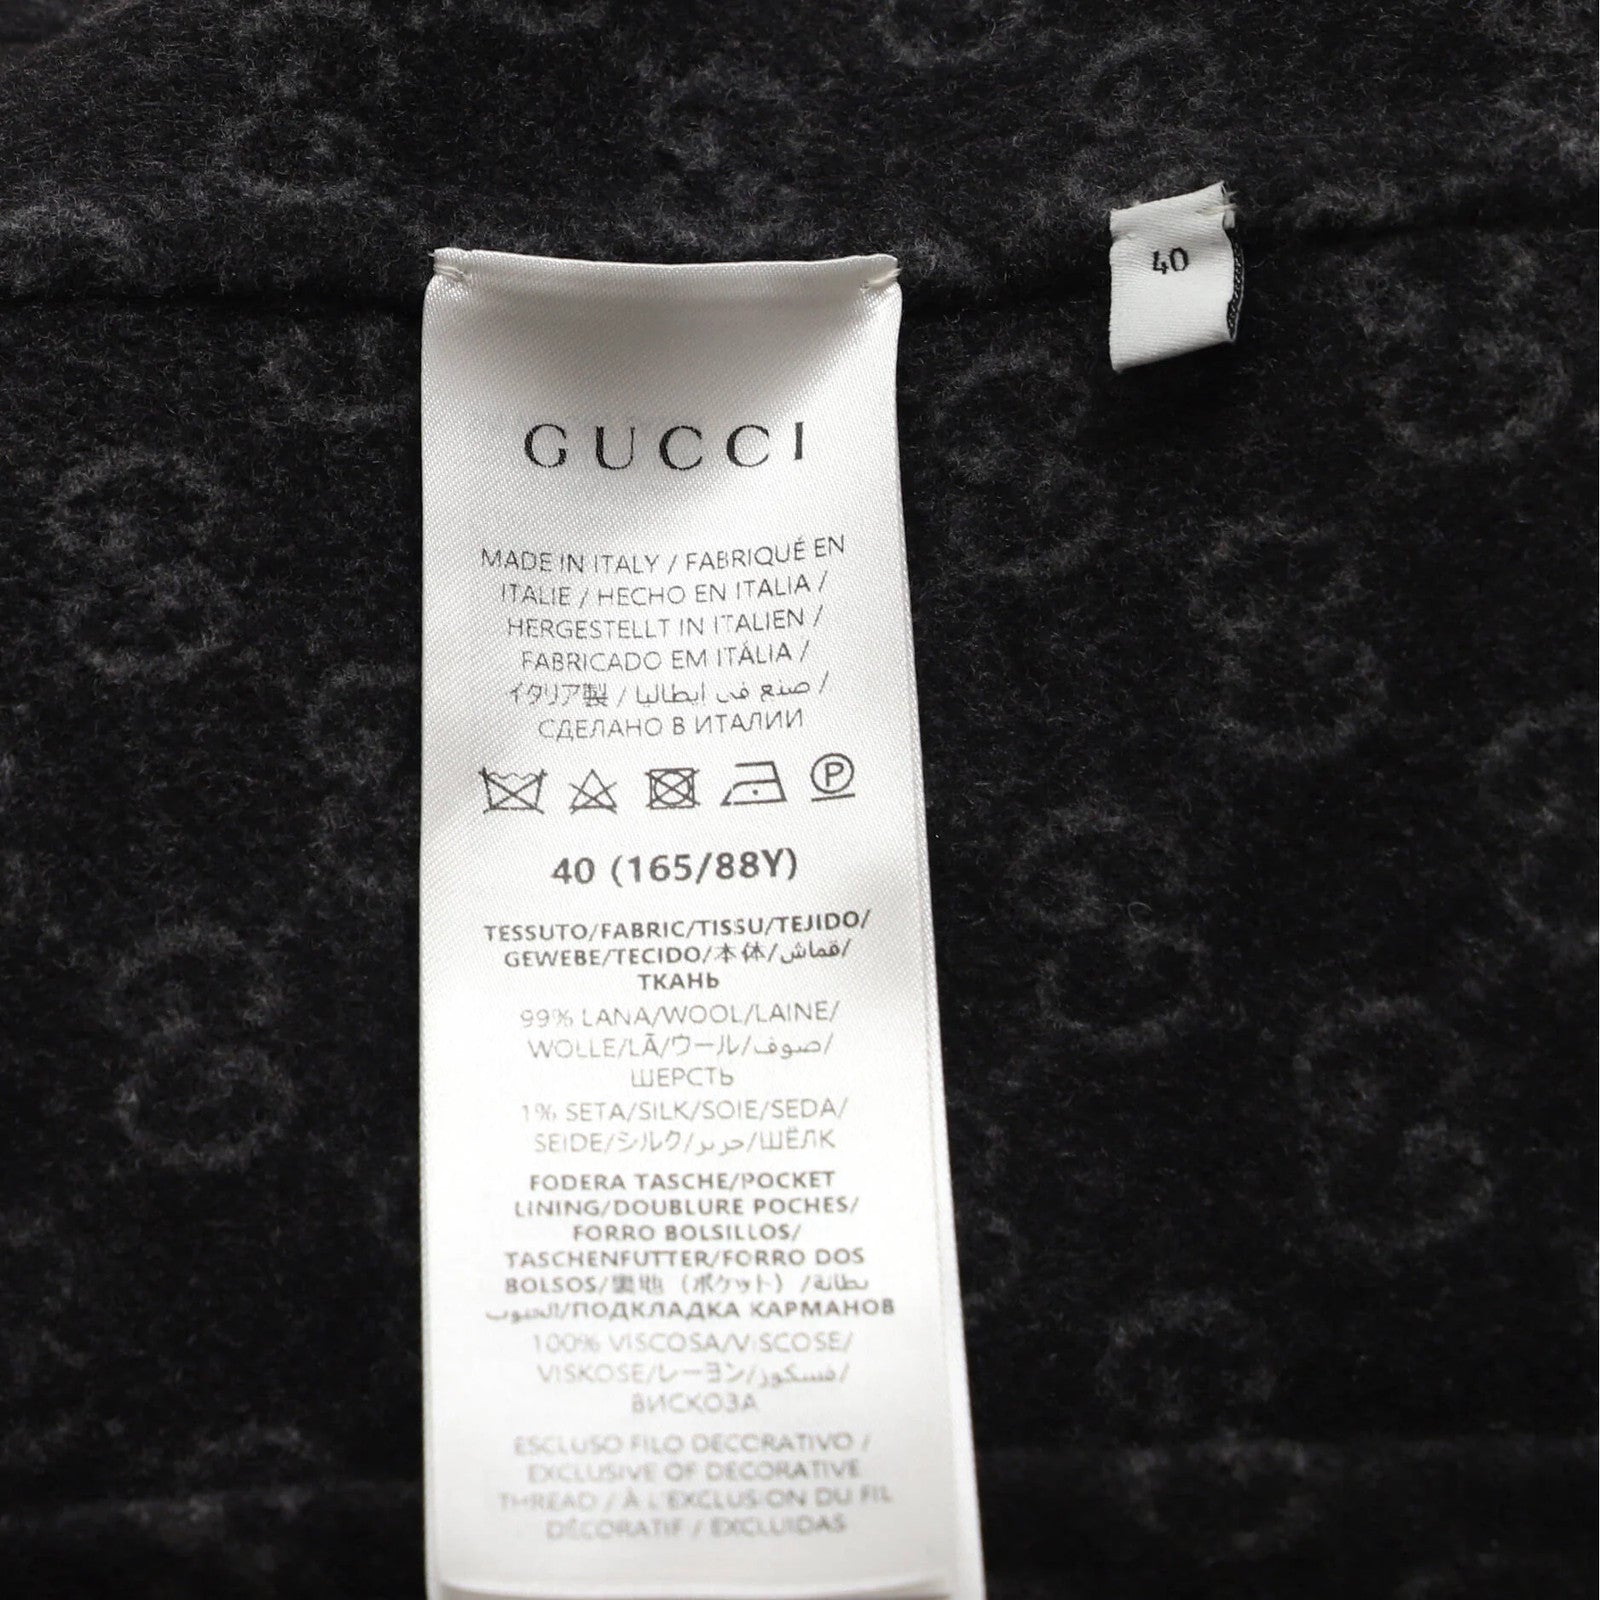 40
GUCCI
MADE IN ITALY / FABRIQUÉ EN
ITALIE / HECHO EN ITALIA /
HERGESTELLT IN ITALIEN /
FABRICADO EM ITÁLIA /
イタリア製 / صنع في ايطاليا /
СДЕЛАНО В ИТАЛИИ
P
40 (165/88Y)
TESSUTO/FABRIC/TISSU/TEJIDO/
GEWEBE/TECIDO/本体/قماش/
ТКАНЬ
99% LANA/WOOL/LAINE/
WOLLE/LÃ/ウール/صوف/
ШЕРСТЬ
1% SETA/SILK/SOIE/SEDA/
SEIDE/シルク/حرير/ШЁЛК
FODERA TASCHE/POCKET
LINING/DOUBLURE POCHES/
FORRO BOLSILLOS/
TASCHENFUTTER/FORRO DOS
BOLSOS/裏地 (ポケット) /بطانة
الجيوب/ПОДКЛАДКА КАРМАНОВ
100% VISCOSA/VISCOSE/
VISKOSE/レーヨン/فسكوز/
ВИСКОЗА
ESCLUSO FILO DECORATIVO /
EXCLUSIVE OF DECORATIVE
THREAD / À L'EXCLUSION DU FIL
DÉCORATIF / EXCLUIDAS